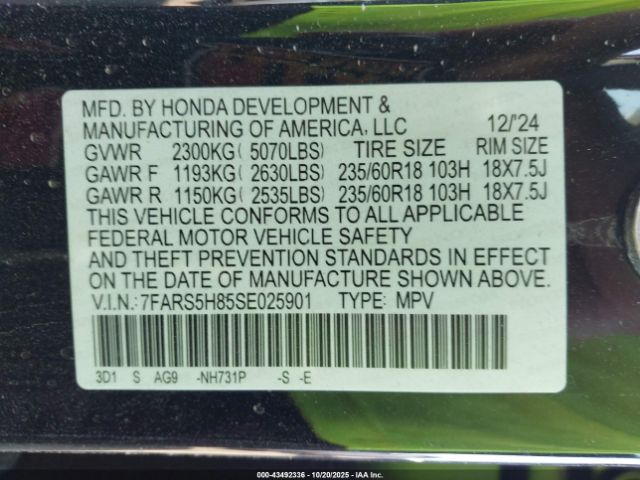 MFD. BY HONDA DEVELOPMENT &
MANUFACTURING OF AMERICA, LLC 12/'24
GVWR 2300KG ( 5070LBS) TIRE SIZE RIM SIZE
GAWR F 1193KG ( 2630LBS) 235/60R18 103H 18X7.5J
GAWR R 1150KG ( 2535LBS) 235/60R18 103H 18X7.5J
THIS VEHICLE CONFORMS TO ALL APPLICABLE
FEDERAL MOTOR VEHICLE SAFETY
AND THEFT PREVENTION STANDARDS IN EFFECT
ON THE DATE OF MANUFACTURE SHOWN ABOVE.
V.I.N.:7FARS5H85SE025901 TYPE: MPV
3D1 S AG9 -NH731P -S -E
000-43492336 | 10/20/2025 | IAA Inc.